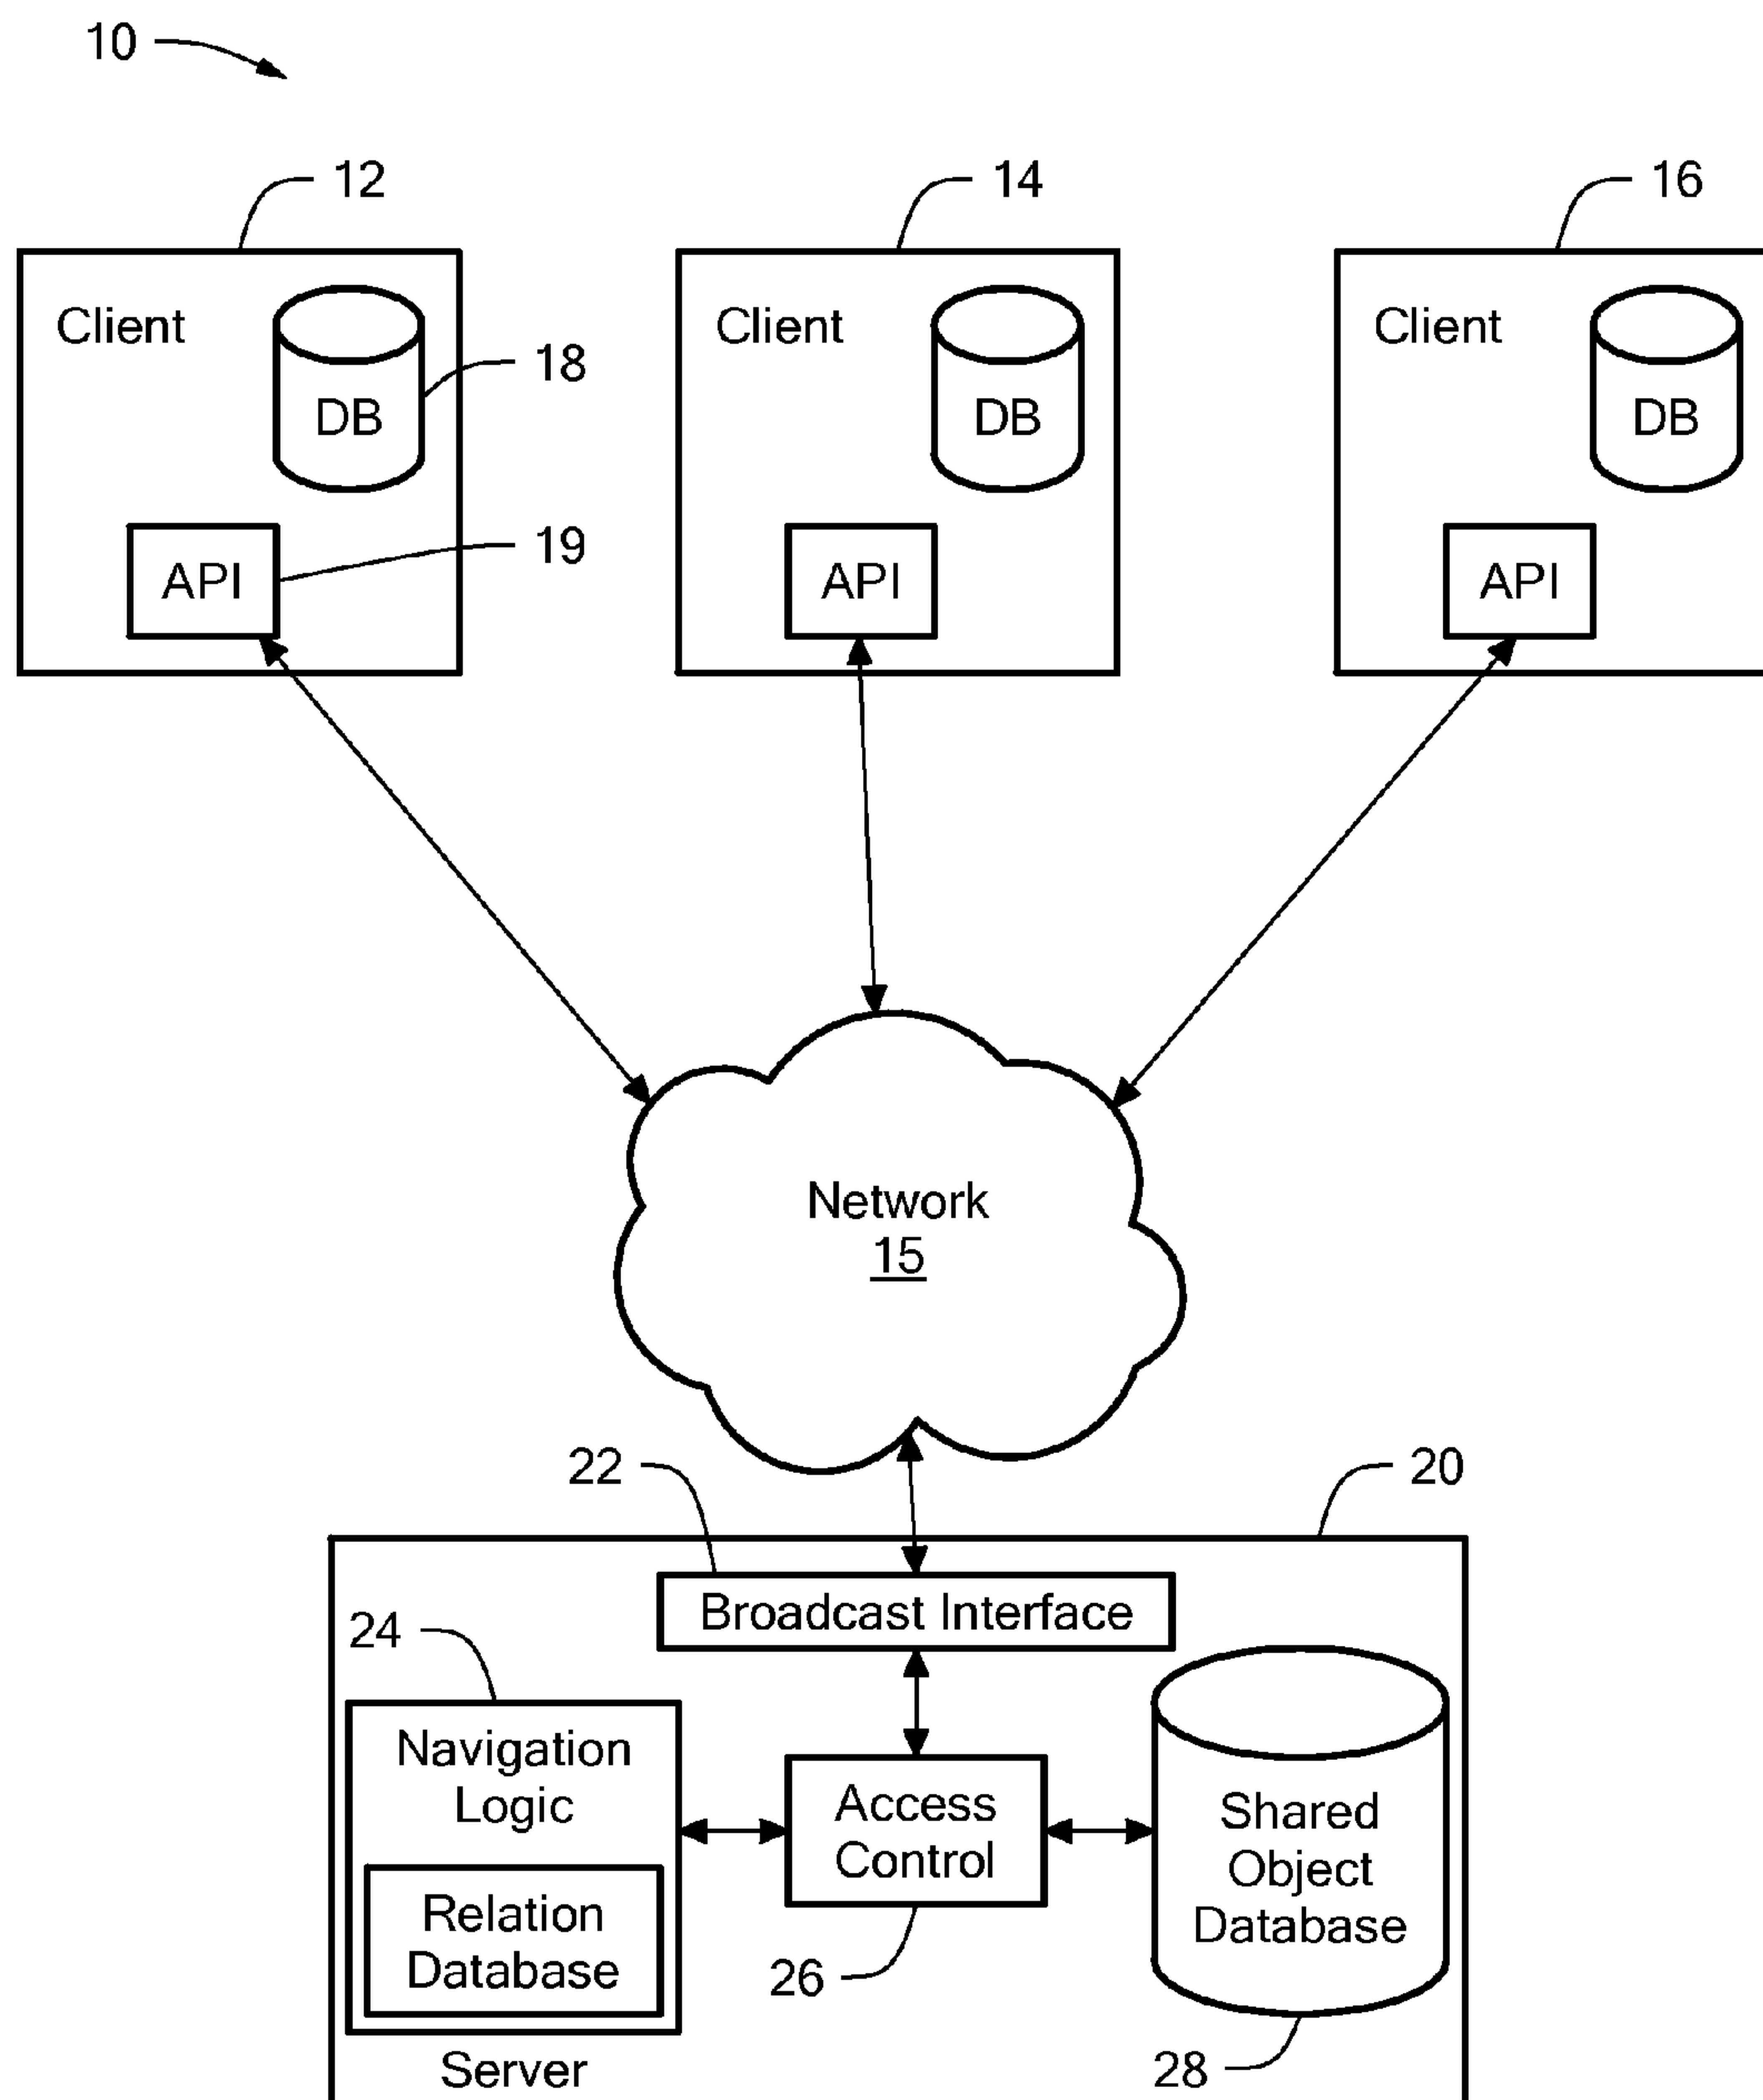 10
12
14
16
Client
Client
Client
18
DB
DB
DB
19
API
API
API
Network
15
22
20
Broadcast Interface
24
Navigation
Logic
Access
Control
Shared
Object
Database
Relation
Database
26
Server
28